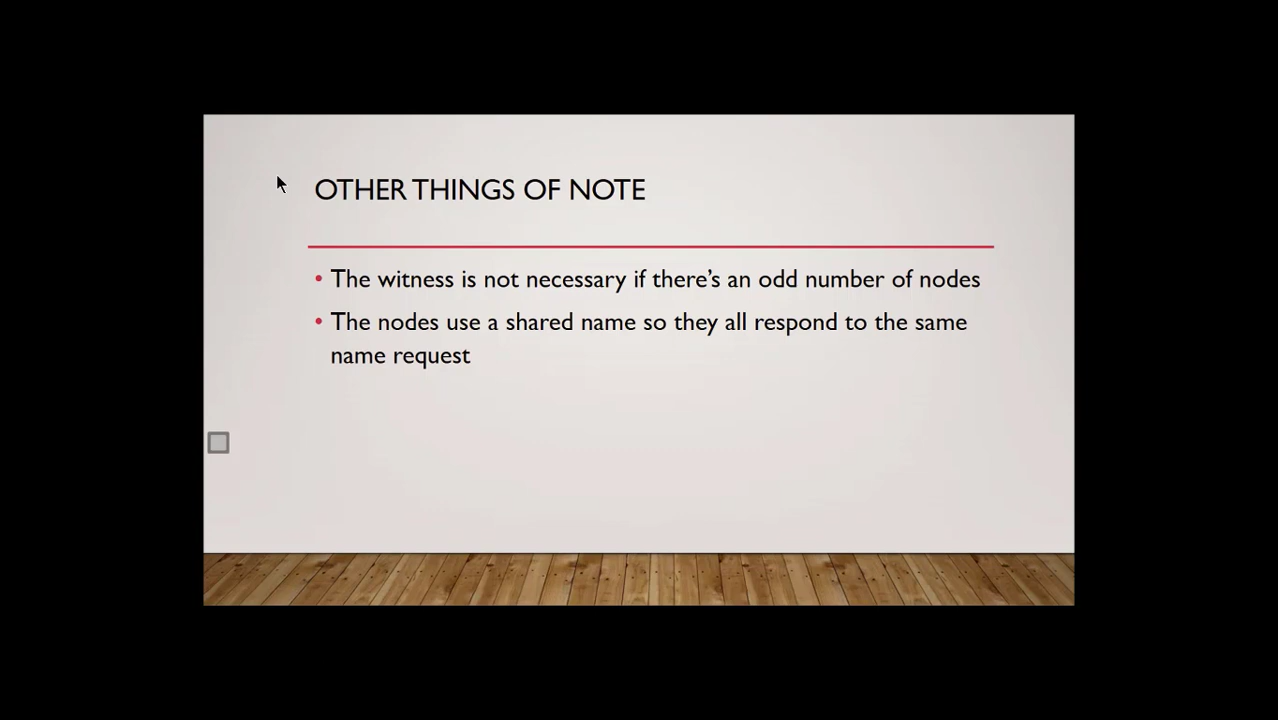 OTHER THINGS OF NOTE
• The witness is not necessary if there’s an odd number of nodes
• The nodes use a shared name so they all respond to the same
name request